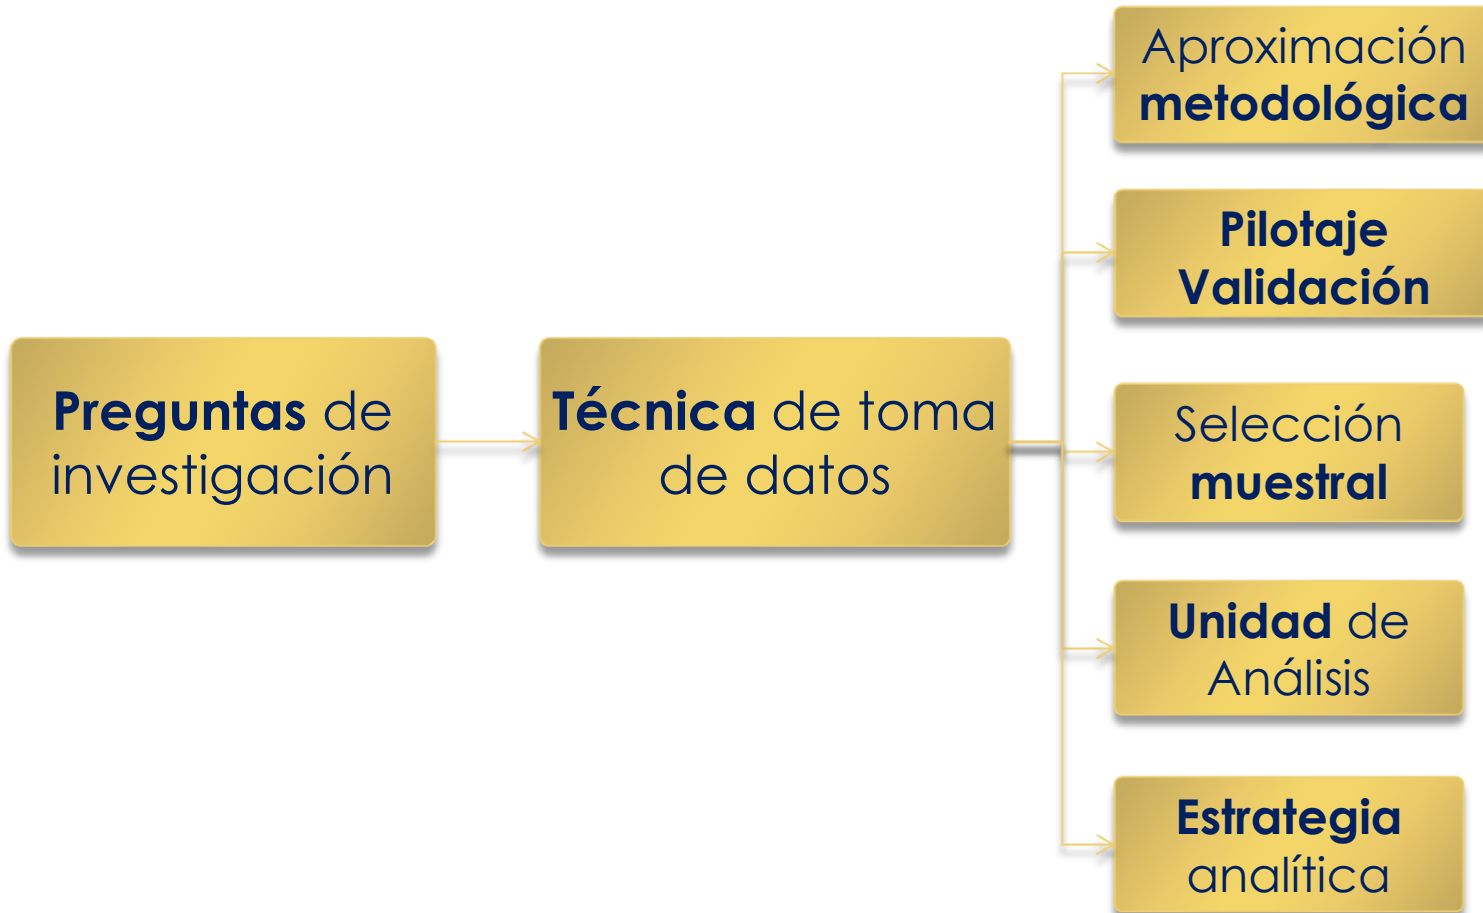 Preguntas de
investigación
Técnica de toma
de datos
Aproximación
metodológica
Pilotaje
Validación
Selección
muestral
Unidad de
Análisis
Estrategia
analítica